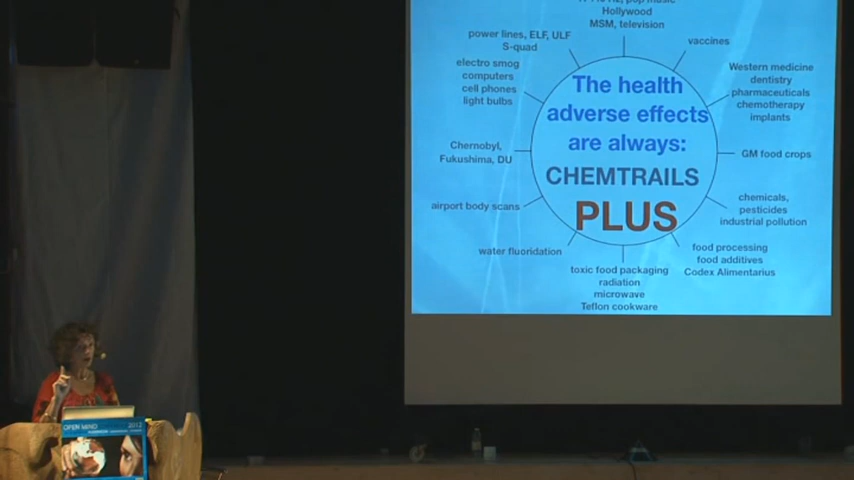 pop music
Hollywood
MSM, television
power lines, ELF, ULF
S-quad
vaccines
electro smog
computers
cell phones
light bulbs
Western medicine
dentistry
pharmaceuticals
chemotherapy
implants
The health
adverse effects
are always:
CHEMTRAILS
PLUS
Chernobyl,
Fukushima, DU
GM food crops
airport body scans
chemicals,
pesticides
industrial pollution
water fluoridation
food processing
food additives
Codex Alimentarius
toxic food packaging
radiation
microwave
Teflon cookware
OPEN MIND
2012